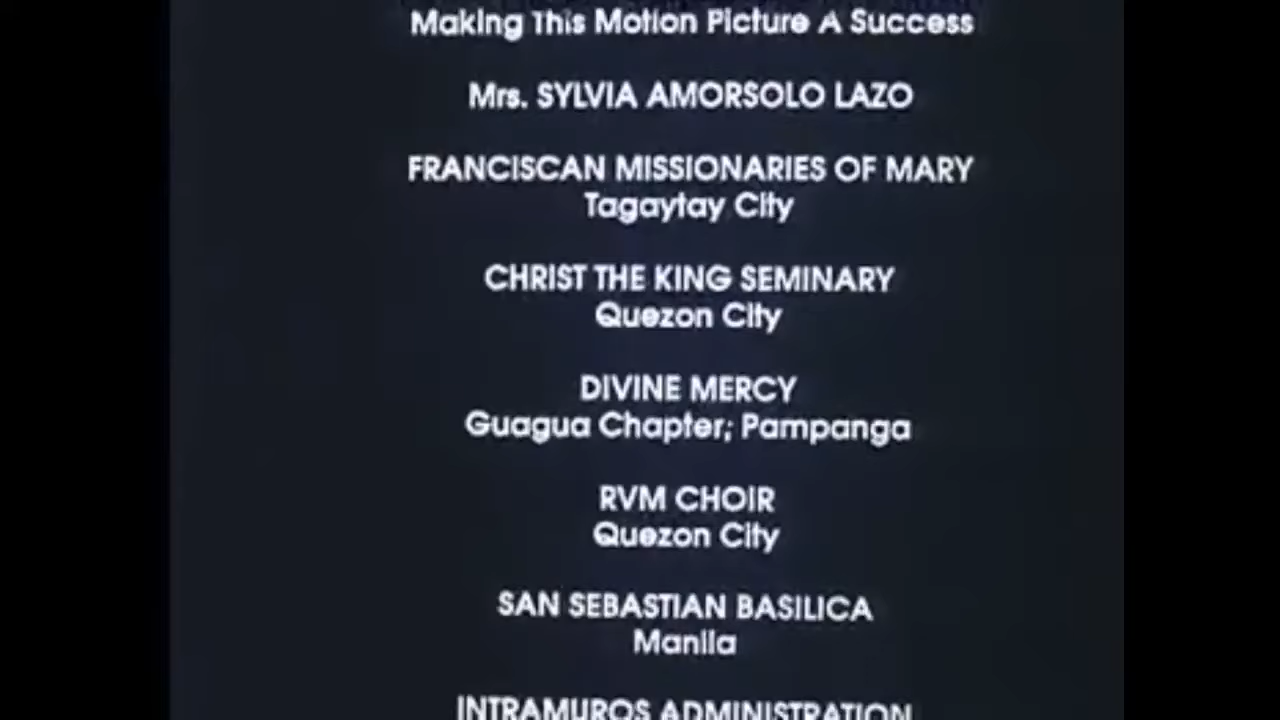 Making This Motion Picture A Success
Mrs. SYLVIA AMORSOLO LAZO
FRANCISCAN MISSIONARIES OF MARY
Tagaytay City
CHRIST THE KING SEMINARY
Quezon City
DIVINE MERCY
Guagua Chapter; Pampanga
RVM CHOIR
Quezon City
SAN SEBASTIAN BASILICA
Manila
INTRAMUROS ADMINISTRATION